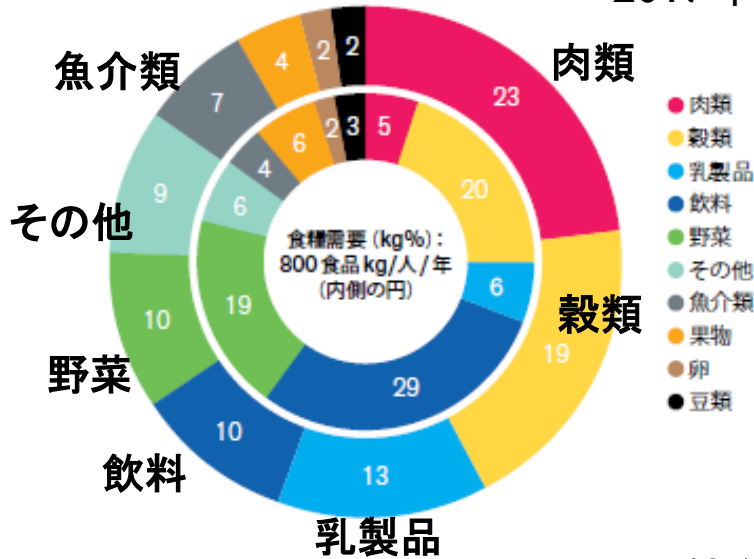 肉類
23
穀類
19
乳製品
13
飲料
10
野菜
10
その他
9
魚介類
7
4
2
2
5
20
6
29
19
6
4
6
2
3
食糧需要 (kg%)：
800 食品 kg/人/年
(内側の円)
肉類
穀類
乳製品
飲料
野菜
その他
魚介類
果物
卵
豆類